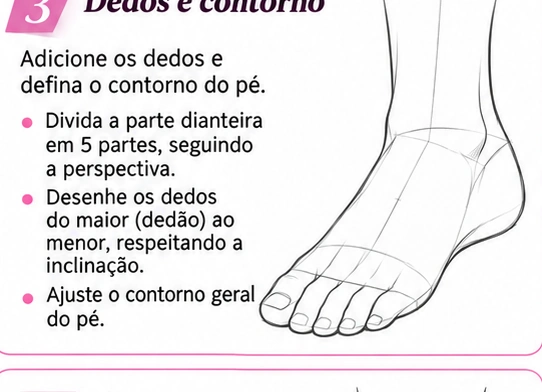 3 Dedos e contorno
Adicione os dedos e
defina o contorno do pé.
Divida a parte dianteira
em 5 partes, seguindo
a perspectiva.
Desenhe os dedos
do maior (dedão) ao
menor, respeitando a
inclinação.
Ajuste o contorno geral
do pé.